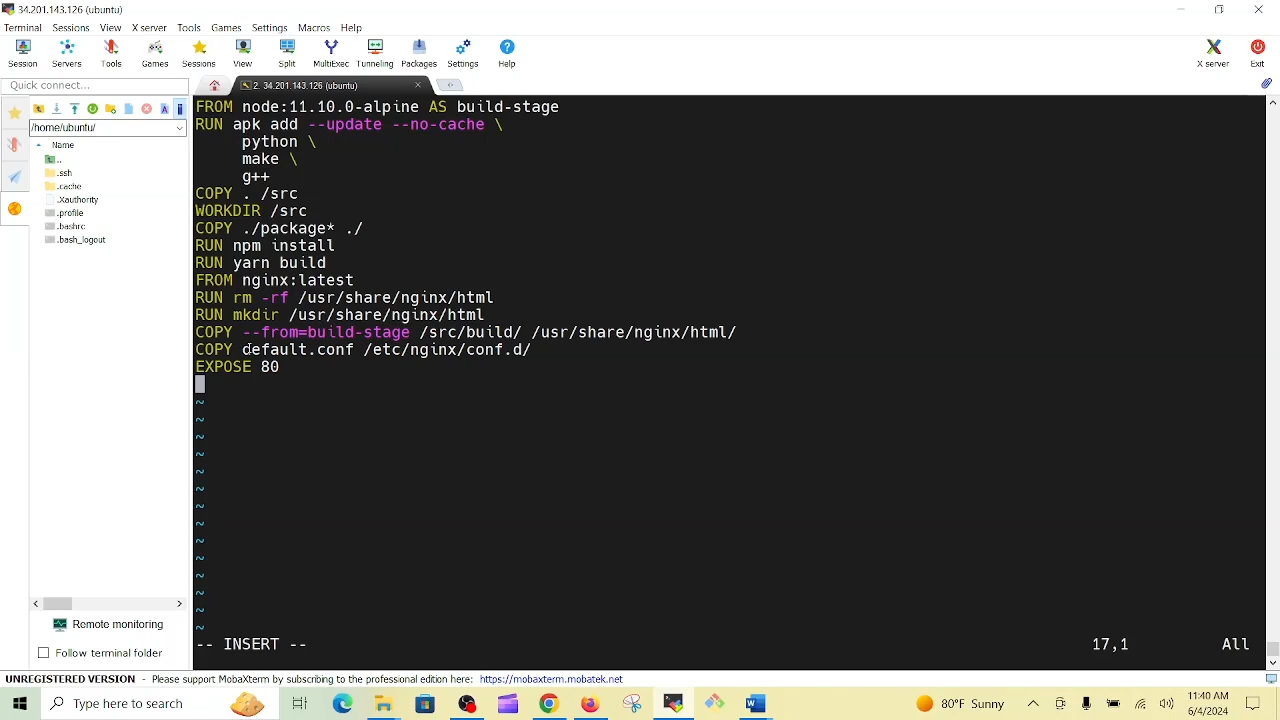 34.201.143.126 (ubuntu)
Terminal Sessions View X server Tools Games Settings Macros Help
Session Servers Tools Games Sessions View Split MultiExec Tunneling Packages Settings Help X server Exit
Quick connect...
2. 34.201.143.126 (ubuntu)
/home/ubuntu/
Name
..
.ssh
.cache
.Xauthority
.profile
.bashrc
.bash_logout
FROM node:11.10.0-alpine AS build-stage
RUN apk add --update --no-cache \
python \
make \
g++
COPY . /src
WORKDIR /src
COPY ./package* ./
RUN npm install
RUN yarn build
FROM nginx:latest
RUN rm -rf /usr/share/nginx/html
RUN mkdir /usr/share/nginx/html
COPY --from=build-stage /src/build/ /usr/share/nginx/html/
COPY default.conf /etc/nginx/conf.d/
EXPOSE 80
~
~
~
~
~
~
~
~
~
~
~
~
~
~
-- INSERT -- 17,1 All
Remote monitoring
Follow terminal folder
UNREGISTERED VERSION - Please support MobaXterm by subscribing to the professional edition here: https://mobaxterm.mobatek.net
Type here to search
80°F Sunny
11:40 AM
6/4/2024